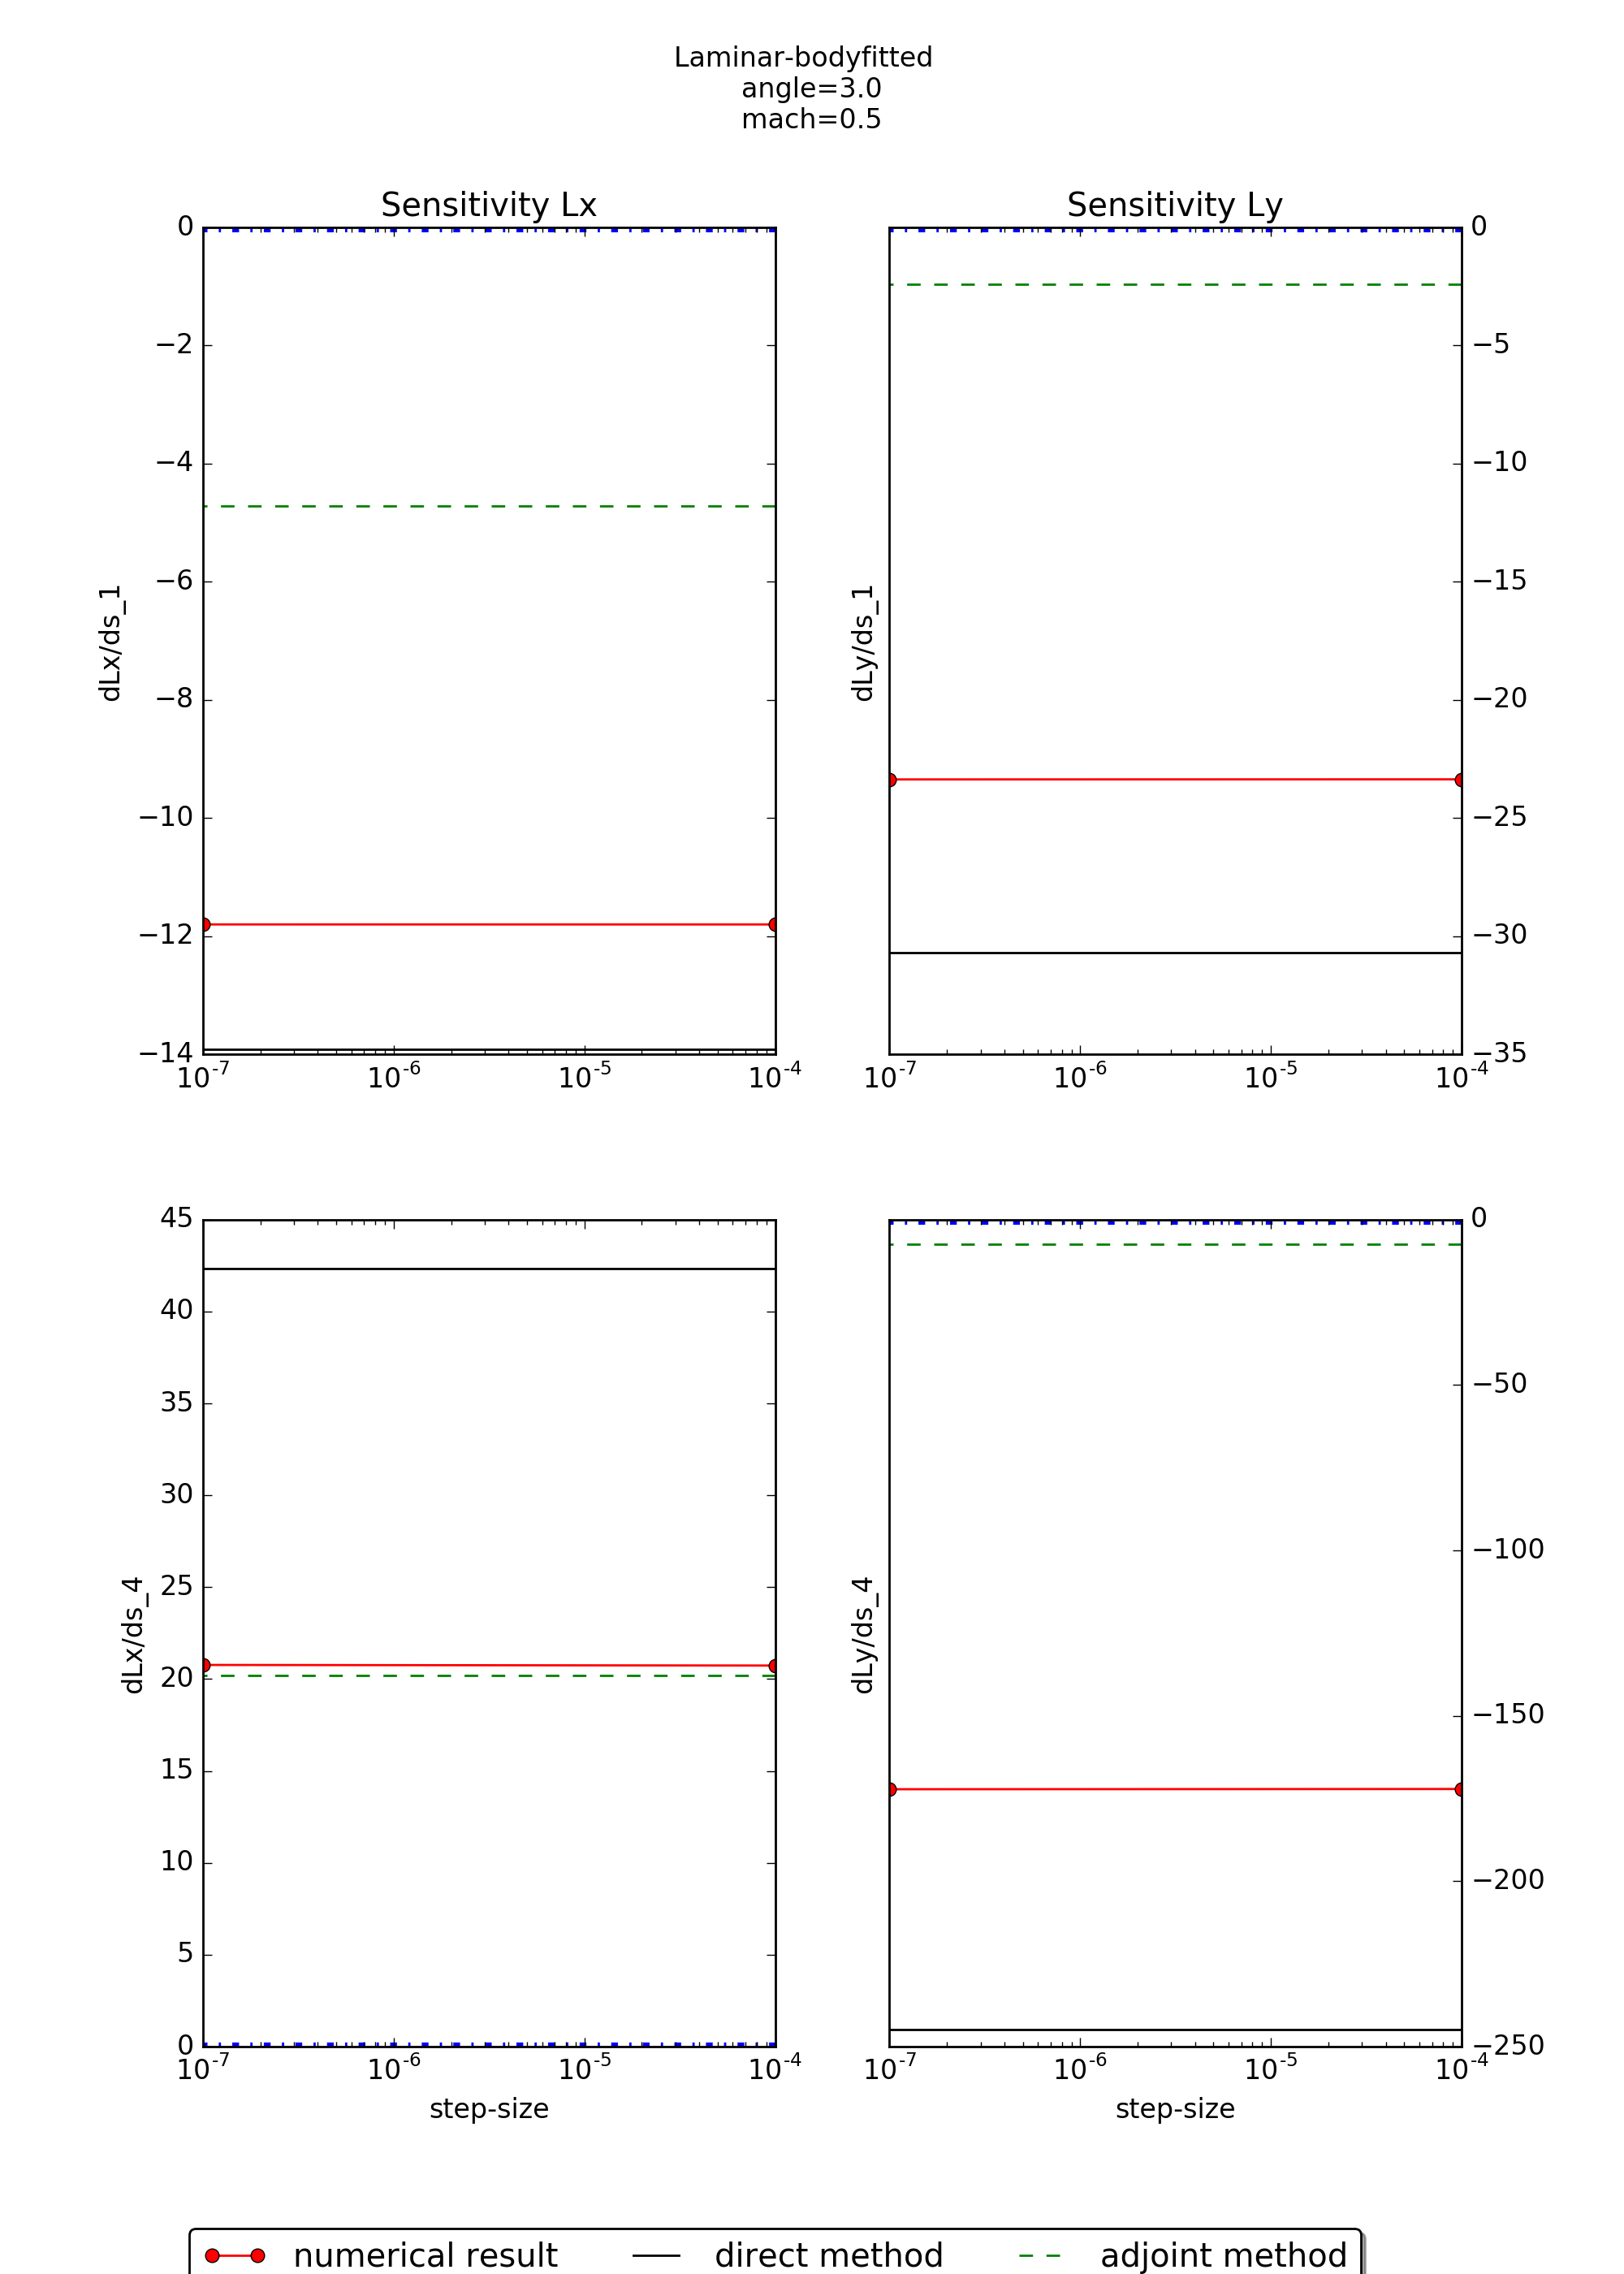 Laminar-bodyfitted
angle=3.0
mach=0.5
Sensitivity Lx
0
−2
−4
−6
−8
−10
−12
−14
dLx/ds_1
10^-7 10^-6 10^-5 10^-4
Sensitivity Ly
dLy/ds_1
0
−5
−10
−15
−20
−25
−30
−35
10^-7 10^-6 10^-5 10^-4
45
40
35
30
25
20
15
10
5
0
dLx/ds_4
10^-7 10^-6 10^-5 10^-4
step-size
dLy/ds_4
0
−50
−100
−150
−200
−250
10^-7 10^-6 10^-5 10^-4
step-size
numerical result direct method adjoint method